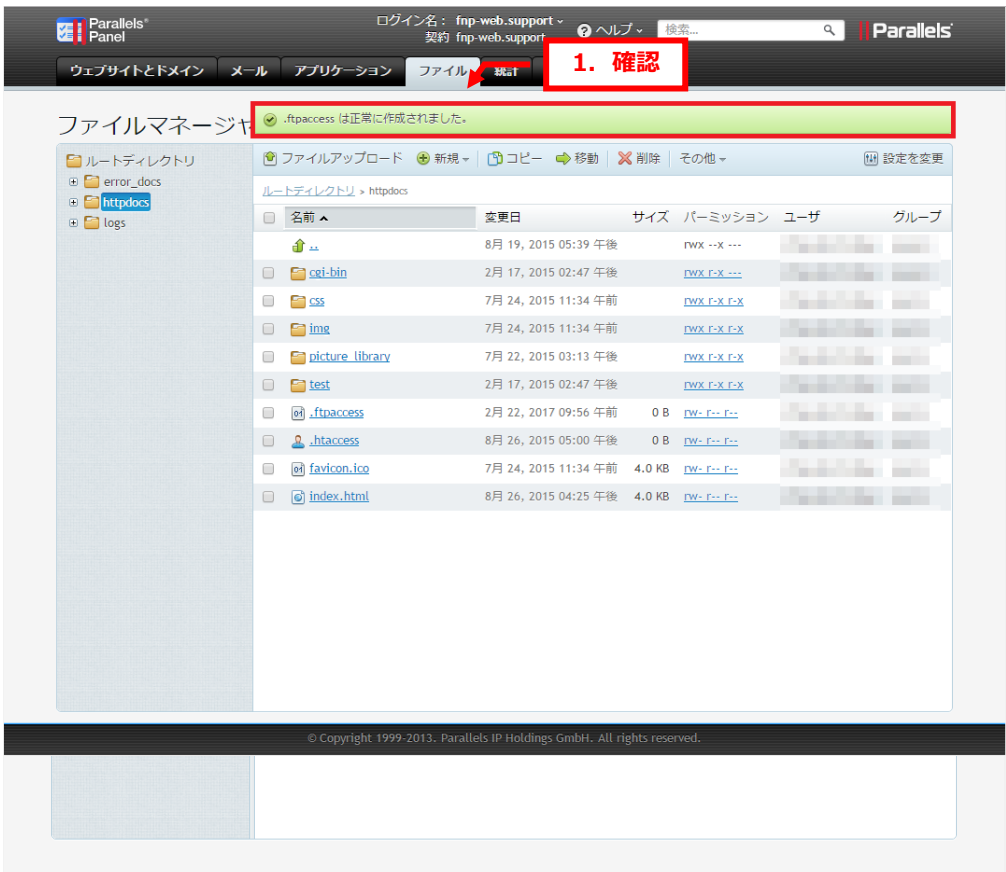 Parallels®
Panel
ログイン名： fnp-web.support
契約 fnp-web.support
ヘルプ
検索...
Parallels
ウェブサイトとドメイン メール アプリケーション ファイル 統計
1. 確認
ファイルマネージャ
.ftpaccess は正常に作成されました。
ルートディレクトリ
error_docs
httpdocs
logs
ファイルアップロード 新規 コピー 移動 削除 その他 設定を変更
ルートディレクトリ > httpdocs
名前 変更日 サイズ パーミッション ユーザ グループ
.. 8月 19, 2015 05:39 午後 rwx --x ---
cgi-bin 2月 17, 2015 02:47 午後 rwx r-x ---
css 7月 24, 2015 11:34 午前 rwx r-x r-x
img 7月 24, 2015 11:34 午前 rwx r-x r-x
picture_library 7月 22, 2015 03:13 午後 rwx r-x r-x
test 2月 17, 2015 02:47 午後 rwx r-x r-x
.ftpaccess 2月 22, 2017 09:56 午前 0 B rw- r-- r--
.htaccess 8月 26, 2015 05:00 午後 0 B rw- r-- r--
favicon.ico 7月 24, 2015 11:34 午前 4.0 KB rw- r-- r--
index.html 8月 26, 2015 04:25 午後 4.0 KB rw- r-- r--
© Copyright 1999-2013. Parallels IP Holdings GmbH. All rights reserved.